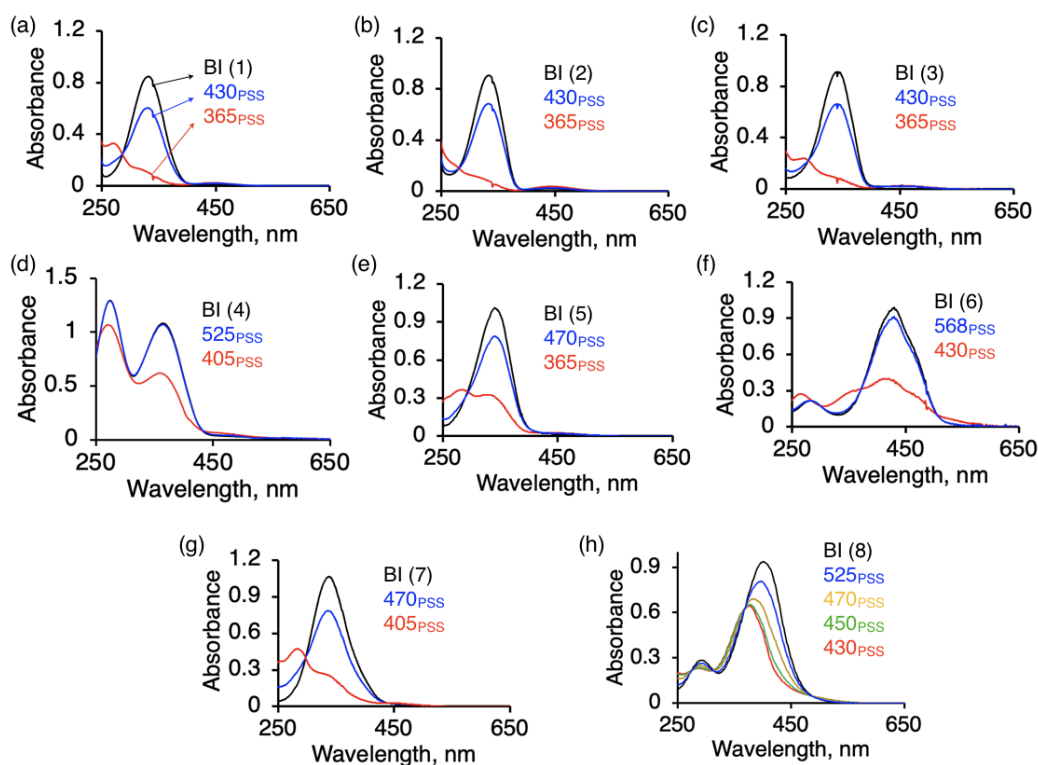 (a)
1.2
0.8
0.4
0
Absorbance
BI (1)
430PSS
365PSS
250 450 650
Wavelength, nm
(b)
1.2
0.8
0.4
0
Absorbance
BI (2)
430PSS
365PSS
250 450 650
Wavelength, nm
(c)
1.2
0.8
0.4
0
Absorbance
BI (3)
430PSS
365PSS
250 450 650
Wavelength, nm
(d)
1.5
1
0.5
0
Absorbance
BI (4)
525PSS
405PSS
250 450 650
Wavelength, nm
(e)
1.2
0.9
0.6
0.3
0
Absorbance
BI (5)
470PSS
365PSS
250 450 650
Wavelength, nm
(f)
1.2
0.9
0.6
0.3
0
Absorbance
BI (6)
568PSS
430PSS
250 450 650
Wavelength, nm
(g)
1.2
0.9
0.6
0.3
0
Absorbance
BI (7)
470PSS
405PSS
250 450 650
Wavelength, nm
(h)
0.9
0.6
0.3
0
Absorbance
BI (8)
525PSS
470PSS
450PSS
430PSS
250 450 650
Wavelength, nm